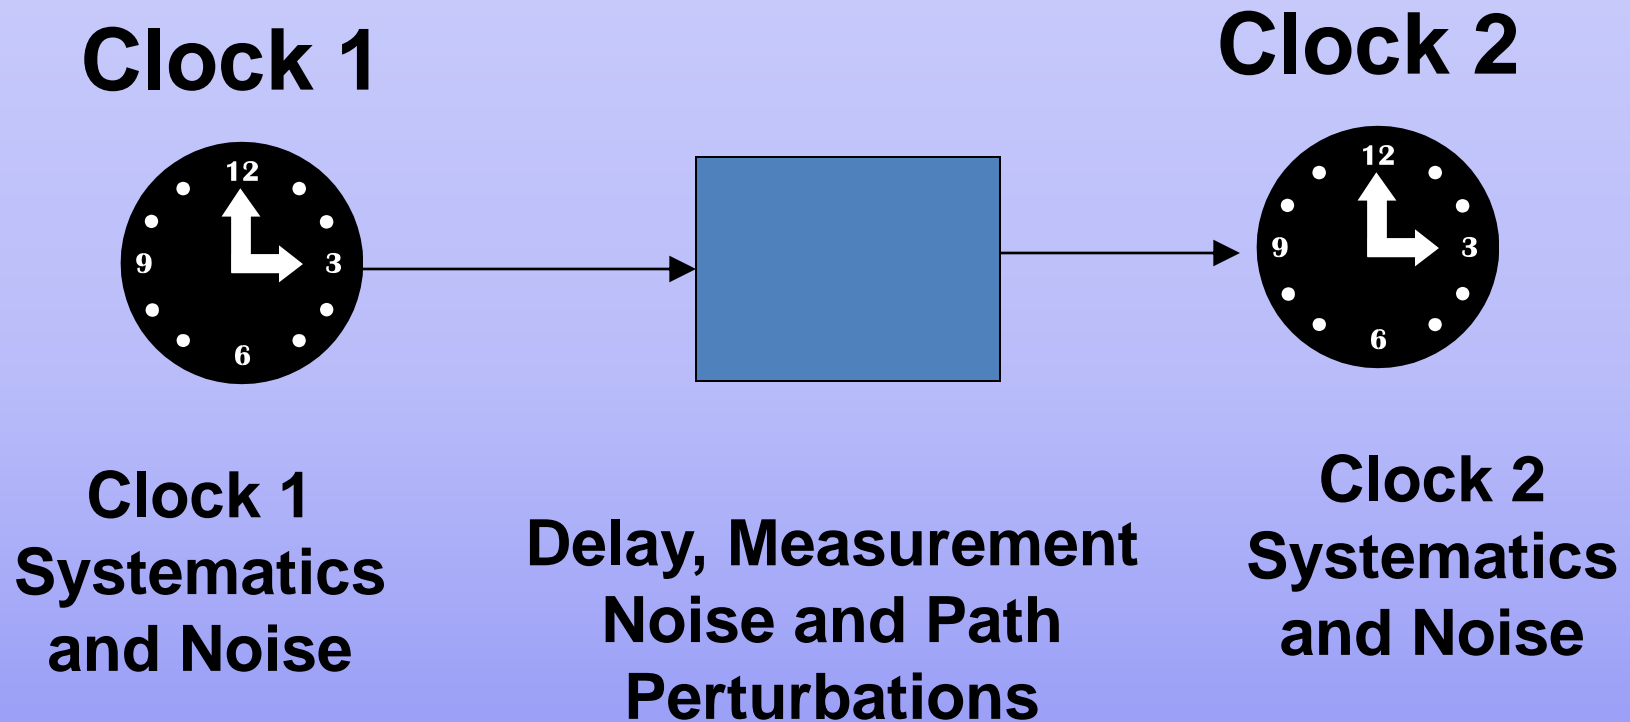 Clock 1
Clock 2
12
9
3
6
12
9
3
6
Clock 1
Systematics
and Noise
Delay, Measurement
Noise and Path
Perturbations
Clock 2
Systematics
and Noise